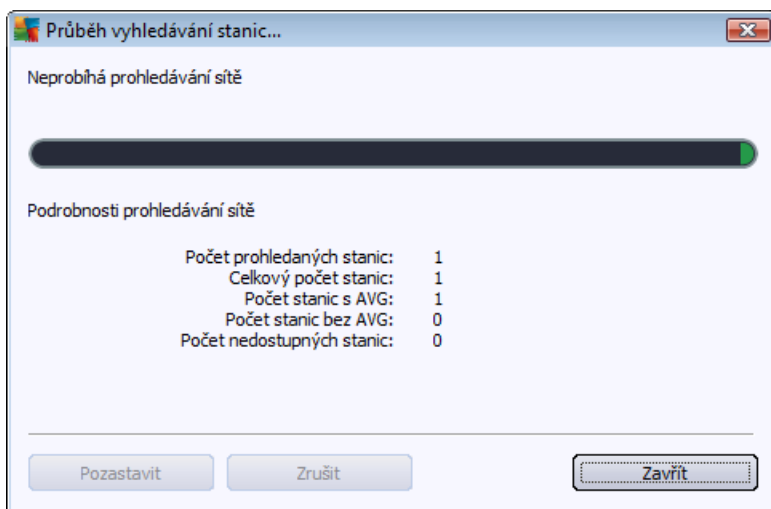 Průběh vyhledávání stanic...
Neprobíhá prohledávání sítě
Podrobnosti prohledávání sítě
Počet prohledaných stanic: 1
Celkový počet stanic: 1
Počet stanic s AVG: 1
Počet stanic bez AVG: 0
Počet nedostupných stanic: 0
Pozastavit Zrušit Zavřít